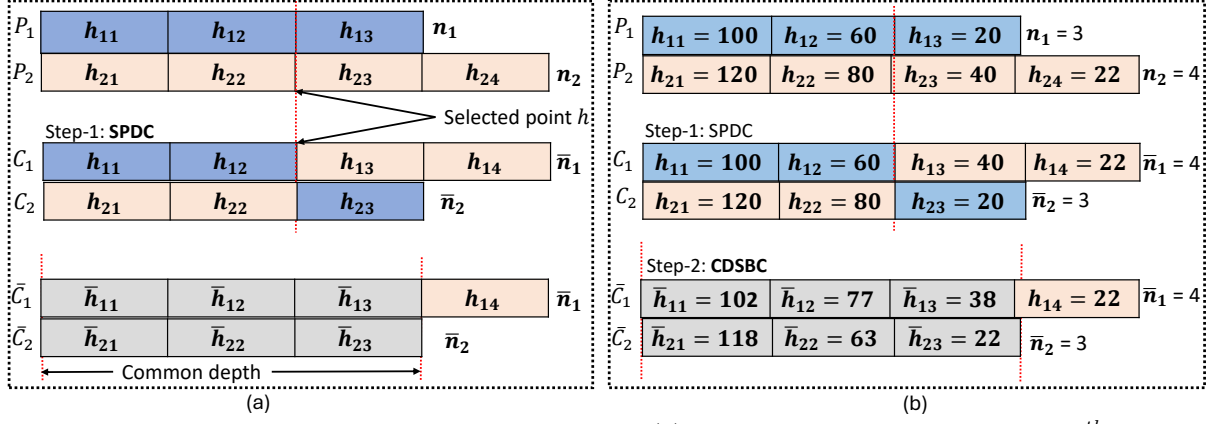 P₁ h₁₁ h₁₂ h₁₃ n₁
P₂ h₂₁ h₂₂ h₂₃ h₂₄ n₂
Selected point h
Step-1: SPDC
C₁ h₁₁ h₁₂ h₁₃ h₁₄ n̄₁
C₂ h₂₁ h₂₂ h₂₃ n̄₂
C̄₁ h̄₁₁ h̄₁₂ h̄₁₃ h₁₄ n̄₁
C̄₂ h̄₂₁ h̄₂₂ h̄₂₃ n̄₂
Common depth
(a)
P₁ h₁₁ = 100 h₁₂ = 60 h₁₃ = 20 n₁ = 3
P₂ h₂₁ = 120 h₂₂ = 80 h₂₃ = 40 h₂₄ = 22 n₂ = 4
Step-1: SPDC
C₁ h₁₁ = 100 h₁₂ = 60 h₁₃ = 40 h₁₄ = 22 n̄₁ = 4
C₂ h₂₁ = 120 h₂₂ = 80 h₂₃ = 20 n̄₂ = 3
Step-2: CDSBC
C̄₁ h̄₁₁ = 102 h̄₁₂ = 77 h̄₁₃ = 38 h₁₄ = 22 n̄₁ = 4
C̄₂ h̄₂₁ = 118 h̄₂₂ = 63 h̄₂₃ = 22 n̄₂ = 3
(b)